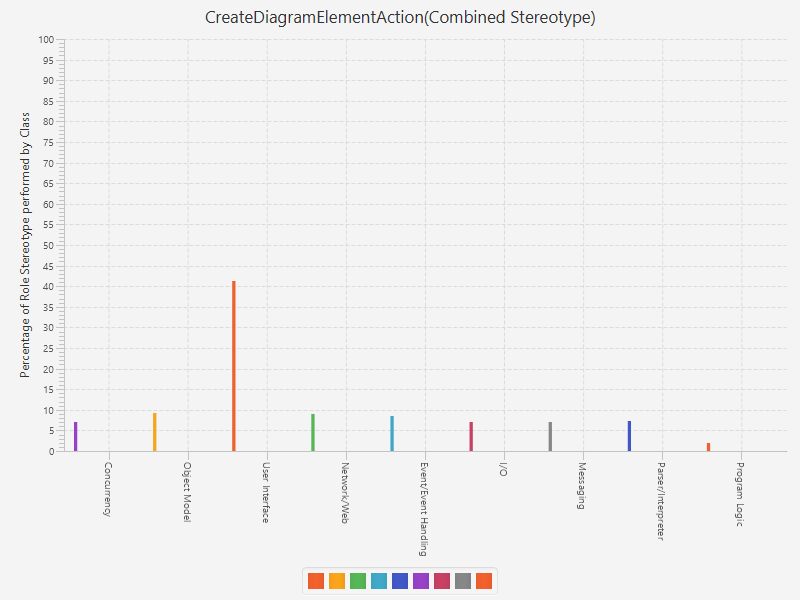 CreateDiagramElementAction(Combined Stereotype)
Percentage of Role Stereotype performed by Class
100
95
90
85
80
75
70
65
60
55
50
45
40
35
30
25
20
15
10
5
0
Concurrency
Object Model
User Interface
Network/Web
Event/Event Handling
I/O
Messaging
Parser/Interpreter
Program Logic